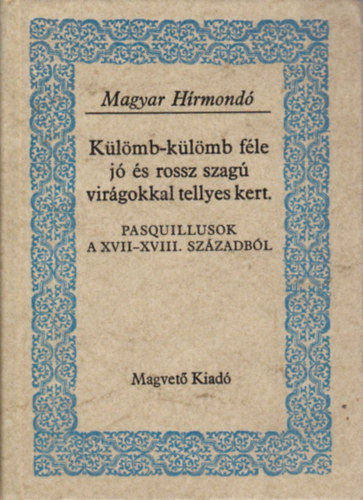 Magyar Hírmondó
Külömb-külömb féle
jó és rossz szagú
virágokkal tellyes kert.
PASQUILLUSOK
A XVII–XVIII. SZÁZADBÓL
Magvető Kiadó